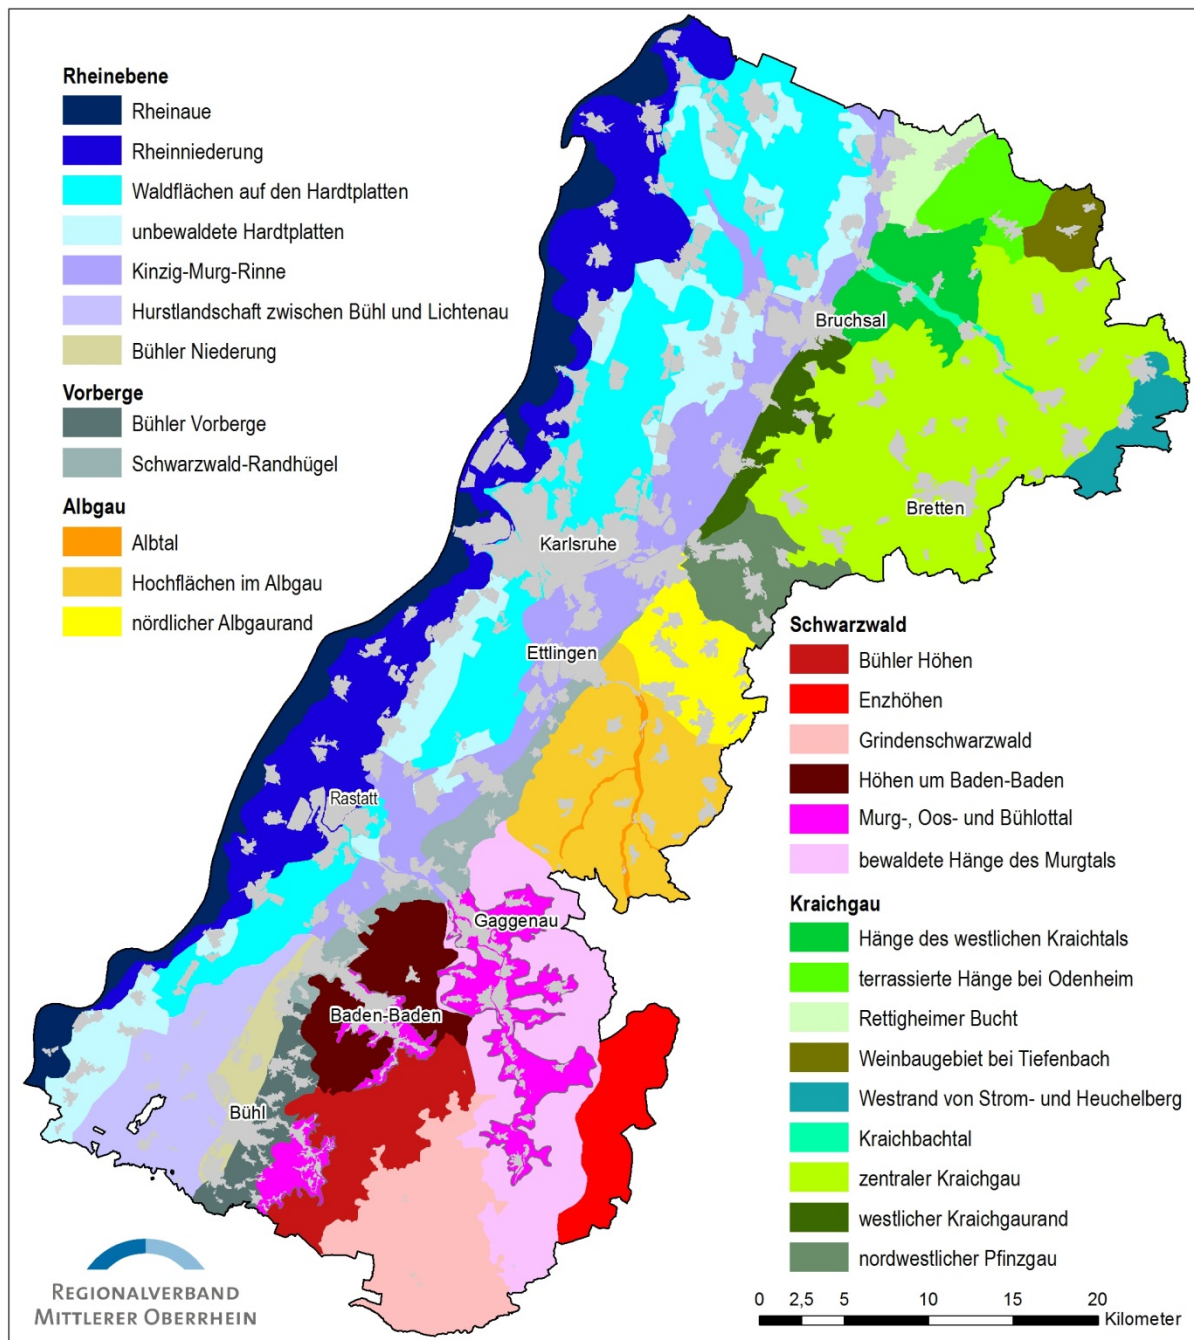 Rheinebene
Rheinaue
Rheinniederung
Waldflächen auf den Hardtplatten
unbewaldete Hardtplatten
Kinzig-Murg-Rinne
Hurstlandschaft zwischen Bühl und Lichtenau
Bühler Niederung
Vorberge
Bühler Vorberge
Schwarzwald-Randhügel
Albgau
Albtal
Hochflächen im Albgau
nördlicher Albgaurand
Bruchsal
Bretten
Karlsruhe
Ettlingen
Rastatt
Gaggenau
Baden-Baden
Bühl
Schwarzwald
Bühler Höhen
Enzhöhen
Grindenschwarzwald
Höhen um Baden-Baden
Murg-, Oos- und Bühlottal
bewaldete Hänge des Murgtals
Kraichgau
Hänge des westlichen Kraichtals
terrassierte Hänge bei Odenheim
Rettigheimer Bucht
Weinbaugebiet bei Tiefenbach
Westrand von Strom- und Heuchelberg
Kraichbachtal
zentraler Kraichgau
westlicher Kraichgaurand
nordwestlicher Pfinzgau
REGIONALVERBAND
MITTLERER OBERRHEIN
0 2,5 5 10 15 20
Kilometer